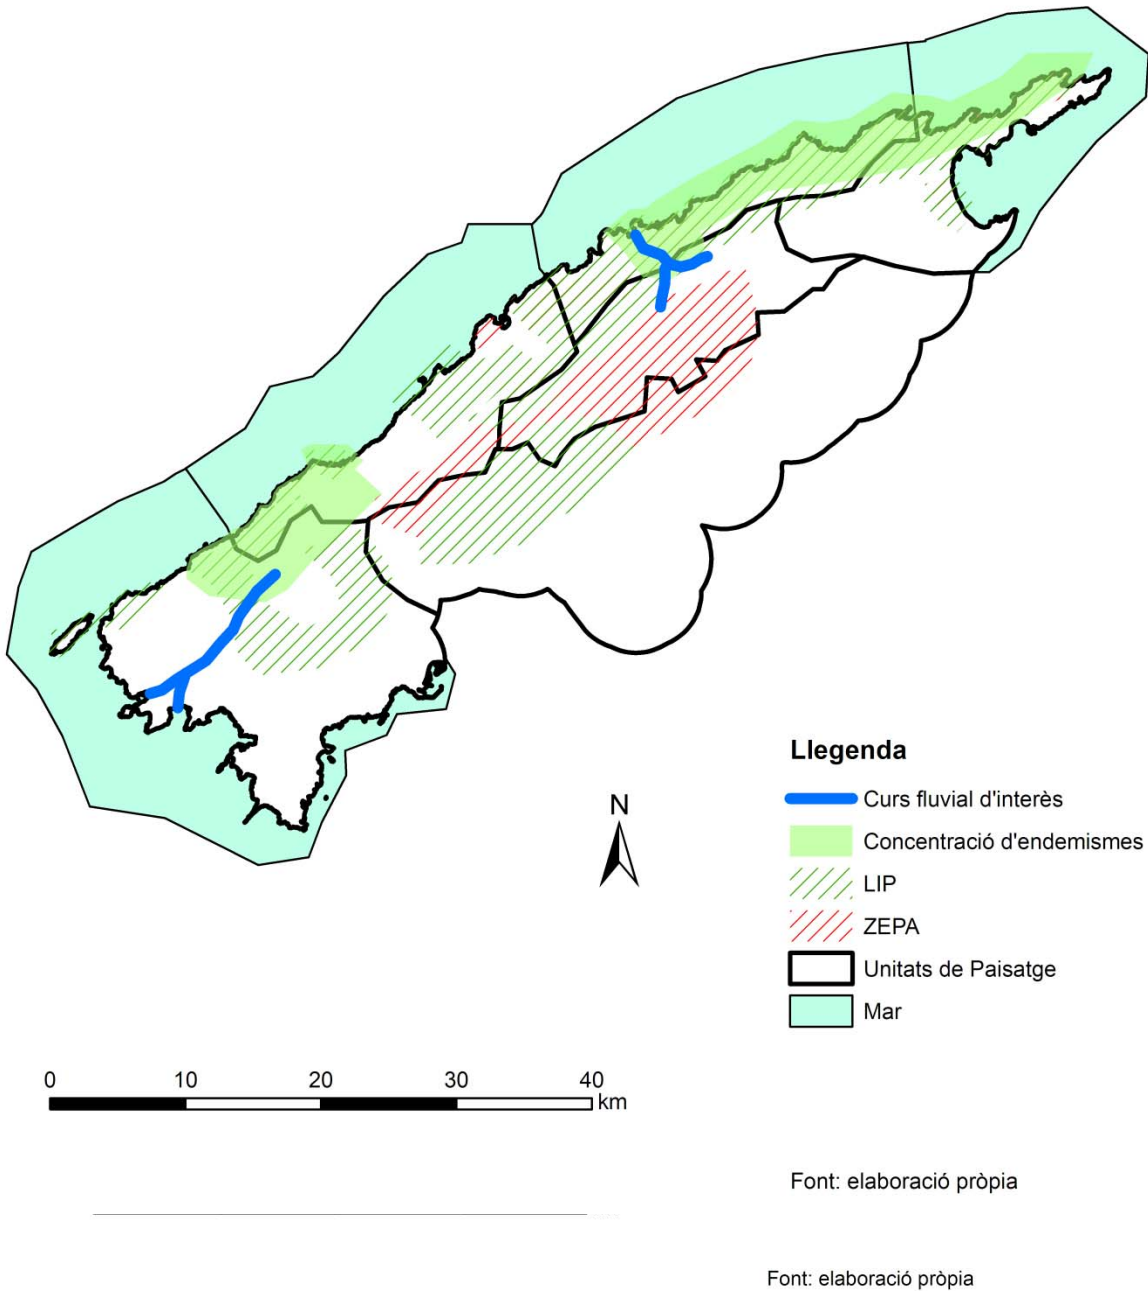 Llegenda
Curs fluvial d'interès
Concentració d'endemismes
LIP
ZEPA
Unitats de Paisatge
Mar
N
0 10 20 30 40
km
Font: elaboració pròpia
Font: elaboració pròpia